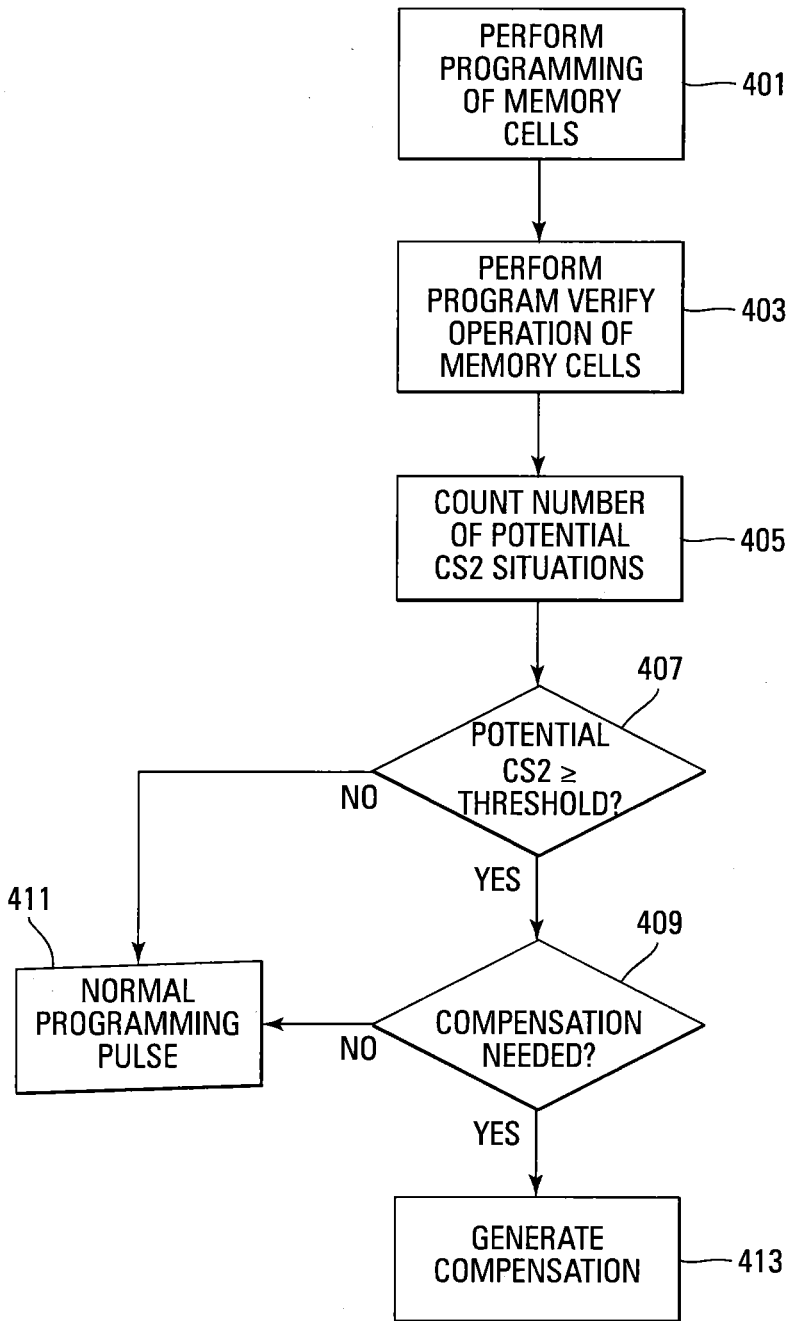 PERFORM
PROGRAMMING
OF MEMORY
CELLS
401
PERFORM
PROGRAM VERIFY
OPERATION OF
MEMORY CELLS
403
COUNT NUMBER
OF POTENTIAL
CS2 SITUATIONS
405
407
POTENTIAL
CS2 ≥
THRESHOLD?
NO
YES
411
NORMAL
PROGRAMMING
PULSE
409
COMPENSATION
NEEDED?
NO
YES
GENERATE
COMPENSATION
413